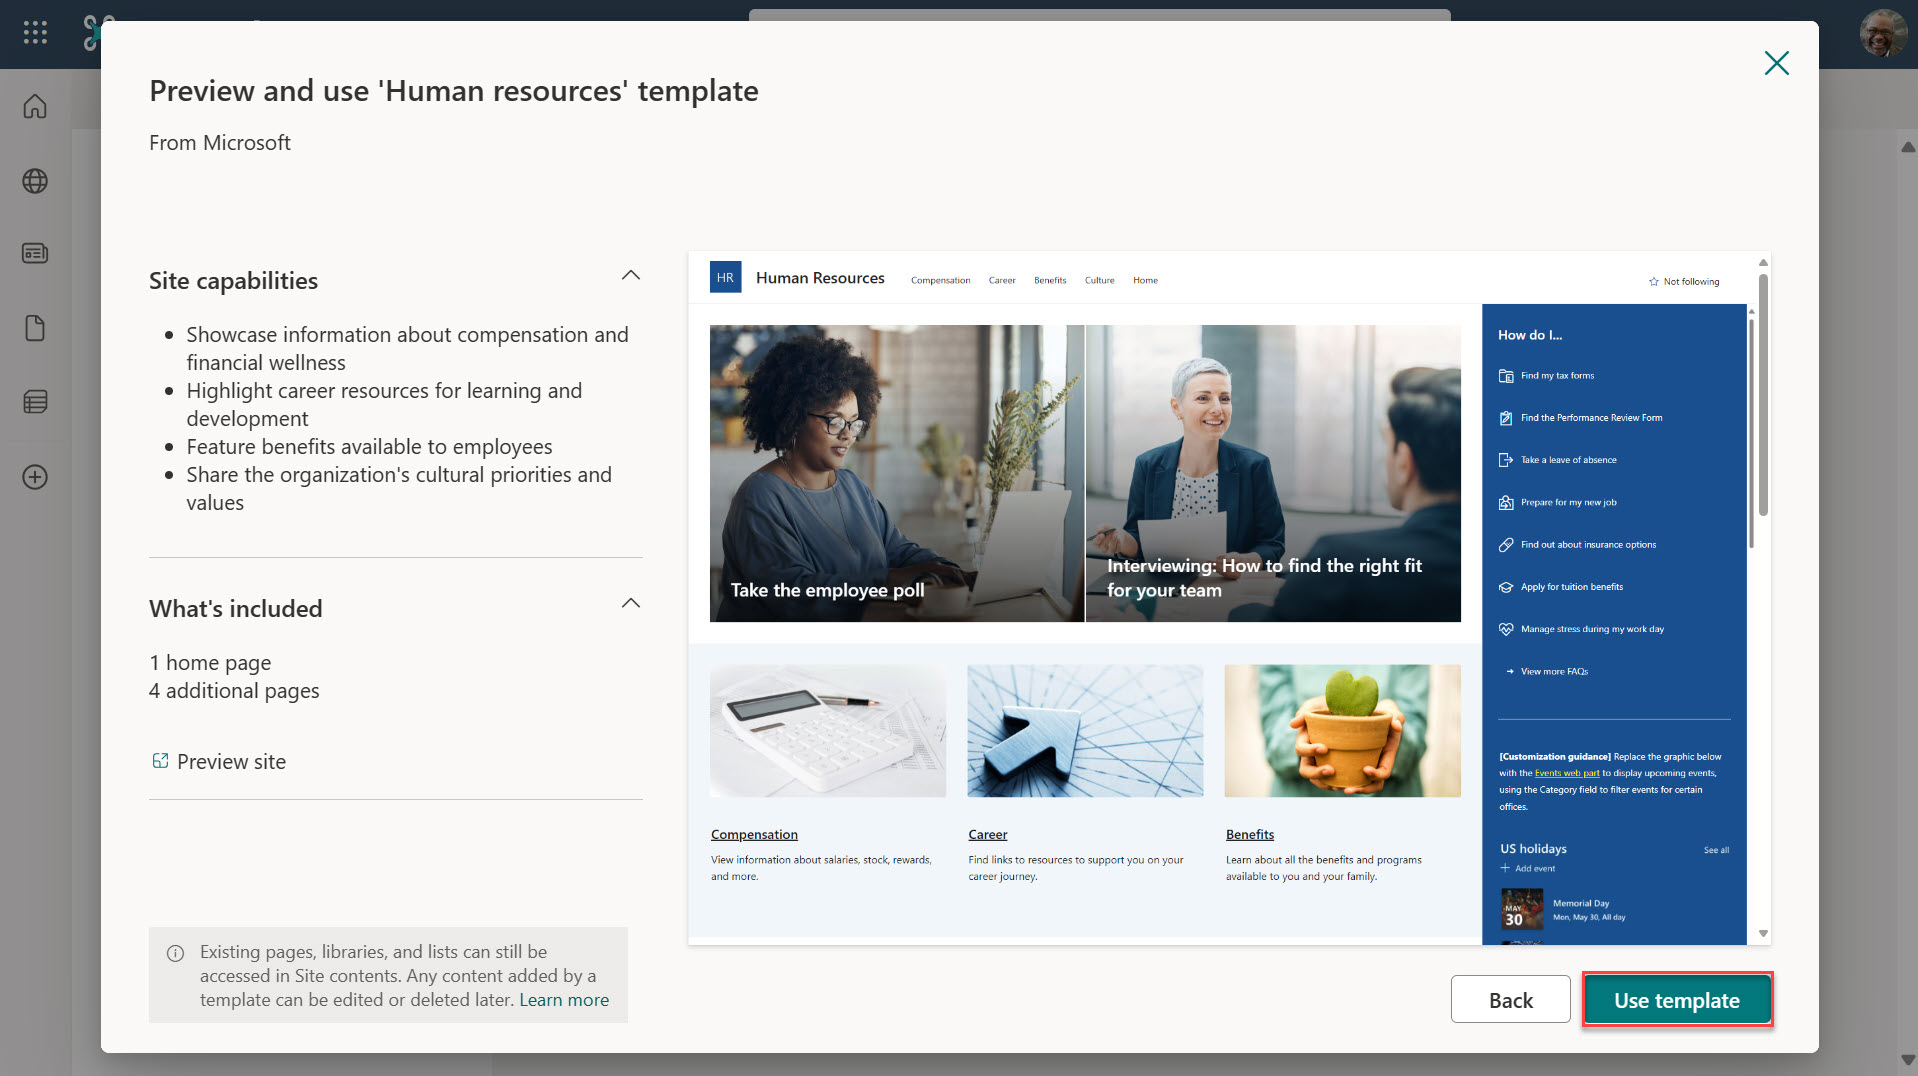 Preview and use 'Human resources' template
From Microsoft
Site capabilities
Showcase information about compensation and
financial wellness
Highlight career resources for learning and
development
Feature benefits available to employees
Share the organization's cultural priorities and
values
What's included
1 home page
4 additional pages
Preview site
Existing pages, libraries, and lists can still be
accessed in Site contents. Any content added by a
template can be edited or deleted later. Learn more
HR Human Resources Compensation Career Benefits Culture Home Not following
Take the employee poll
Interviewing: How to find the right fit
for your team
Compensation
View information about salaries, stock, rewards,
and more.
Career
Find links to resources to support you on your
career journey.
Benefits
Learn about all the benefits and programs
available to you and your family.
How do I...
Find my tax forms
Find the Performance Review Form
Take a leave of absence
Prepare for my new job
Find out about insurance options
Apply for tuition benefits
Manage stress during my work day
View more FAQs
[Customization guidance] Replace the graphic below
with the Events web part to display upcoming events,
using the Category field to filter events for certain
offices.
US holidays See all
Add event
MAY
30
Memorial Day
Mon, May 30, All day
Back Use template